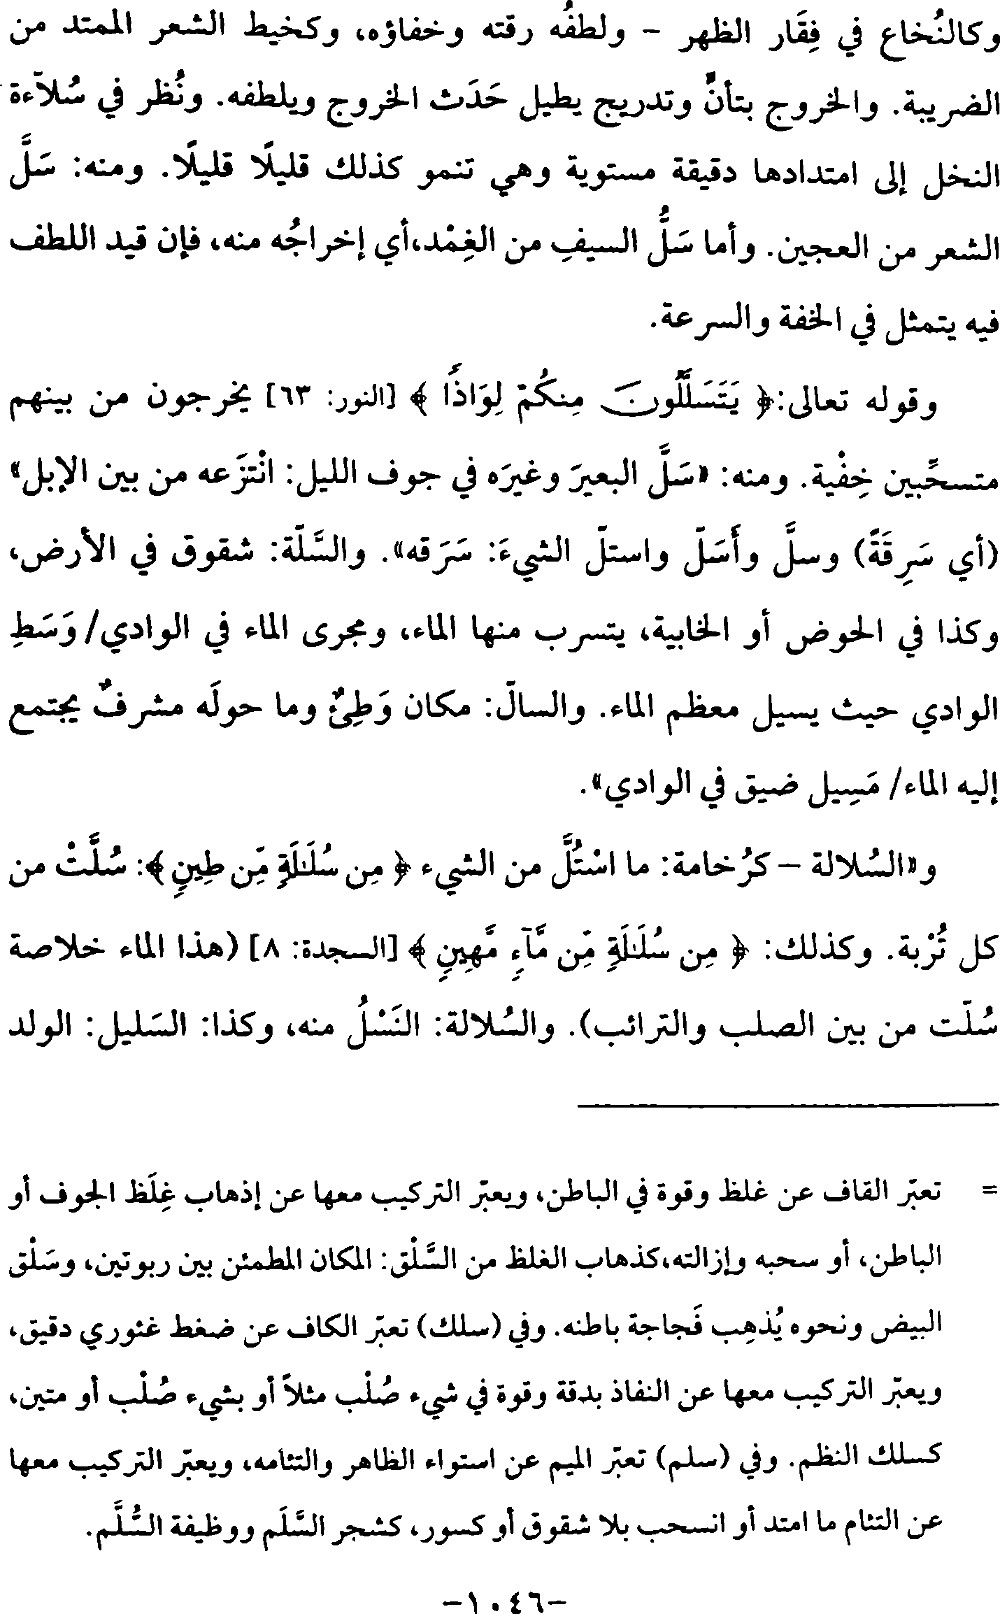 وكالنُخاع في فِقَار الظهر – ولطفُه رقته وخفاؤه، وكخيط الشعر الممتد من
الضريبة. والخروج بتأنٍّ وتدريج يطيل حَدَث الخروج ويلطفه. ونُظر في سُلاّءة
النخل إلى امتدادها دقيقة مستوية وهي تنمو كذلك قليلًا قليلًا. ومنه: سَلَّ
الشعر من العجين. وأما سَلُّ السيفِ من الغِمْد،أي إخراجُه منه، فإن قيد اللطف
فيه يتمثل في الخفة والسرعة.
وقوله تعالى:﴿ يَتَسَلَّلُونَ مِنكُمْ لِوَاذًا ﴾ [النور: ٦٣] يخرجون من بينهم
متسحِّبين خِفْية. ومنه: «سَلَّ البعيرَ وغيرَه في جوف الليل: انْتزَعه من بين الإبل»
(أي سَرِقَةً) وسلَّ وأَسَلّ واستلّ الشيءَ: سَرَقه». والسَّلّة: شقوق في الأرض،
وكذا في الحوض أو الخابية، يتسرب منها الماء، ومجرى الماء في الوادي/ وَسَطِ
الوادي حيث يسيل معظم الماء. والسالّ: مكان وَطِئٌ وما حولَه مشرفٌ يجتمع
إليه الماء/ مَسِيل ضيق في الوادي».
و«السُلالة – كرُخامة: ما اسْتُلَّ من الشيء ﴿ مِن سُلَـٰلَةٍ مِّن طِينٍ ﴾: سُلَّتْ من
كل تُرْبة. وكذلك: ﴿ مِن سُلَـٰلَةٍ مِّن مَّآءٍ مَّهِينٍ ﴾ [السجدة: ٨] (هذا الماء خلاصة
سُلّت من بين الصلب والترائب). والسُلالة: النَسْلُ منه، وكذا: السَليل: الولد
= تعبّر القاف عن غلظ وقوة في الباطن، ويعبّر التركيب معها عن إذهاب غِلَظ الجوف أو
الباطن، أو سحبه وإزالته،كذهاب الغلظ من السَّلْق: المكان المطمئن بين ربوتين، وسَلْق
البيض ونحوه يُذهِب فَجاجة باطنه. وفي (سلك) تعبّر الكاف عن ضغط غئوري دقيق،
ويعبّر التركيب معها عن النفاذ بدقة وقوة في شيء صُلْب مثلاً أو بشيء صُلْب أو متين،
كسلك النظم. وفي (سلم) تعبّر الميم عن استواء الظاهر والتئامه، ويعبّر التركيب معها
عن التئام ما امتد أو انسحب بلا شقوق أو كسور، كشجر السَّلَم ووظيفة السُّلَّم.
-١٠٤٦-